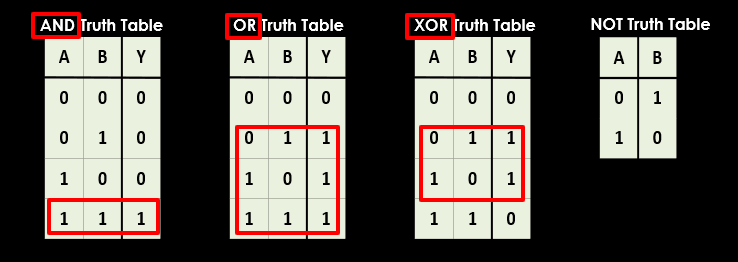 AND Truth Table OR Truth Table XOR Truth Table NOT Truth Table
A B Y A B Y A B Y A B
0 0 0 0 0 0 0 0 0 0 1
0 1 0 0 1 1 0 1 1 1 0
1 0 0 1 0 1 1 0 1
1 1 1 1 1 1 1 1 0